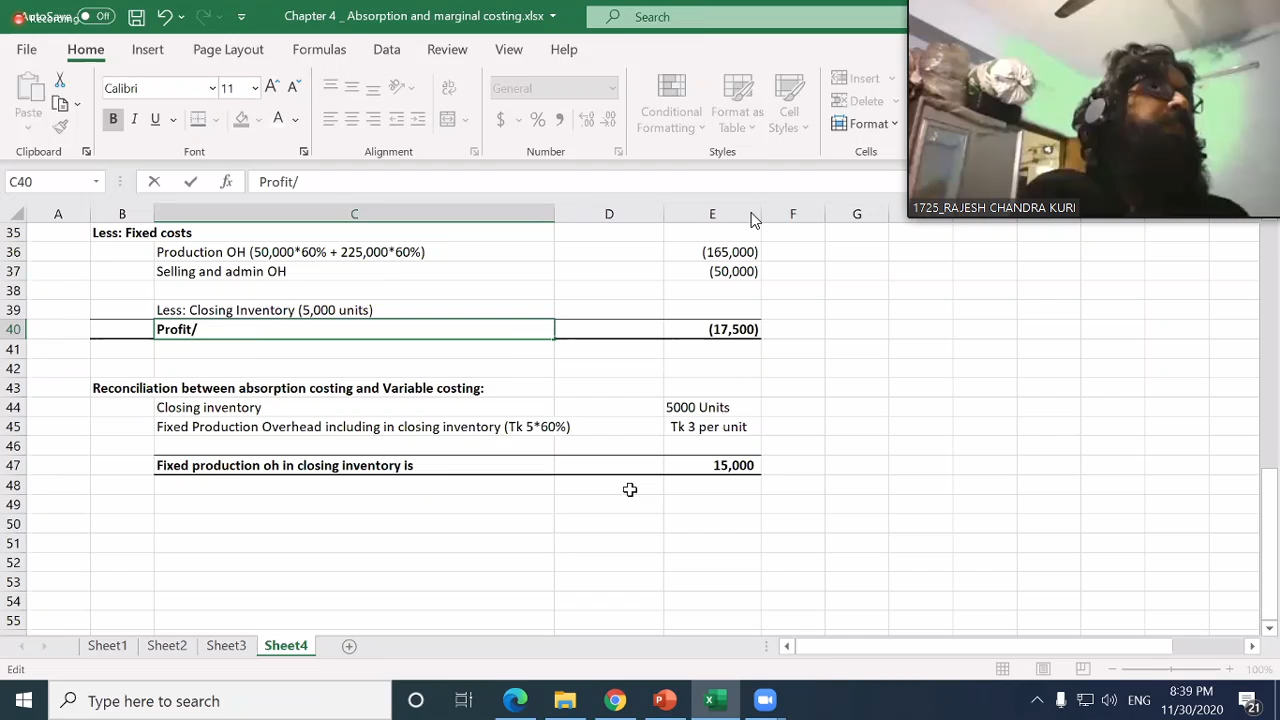 AutoSave Off Chapter 4 _ Absorption and marginal costing.xlsx Search
File Home Insert Page Layout Formulas Data Review View Help
Paste Calibri 11 General Conditional Formatting Format as Table Cell Styles Insert Delete Format
Clipboard Font Alignment Number Styles Cells
C40 Profit/
1725_RAJESH CHANDRA KURI
A B C D E F G
35 Less: Fixed costs
36 Production OH (50,000*60% + 225,000*60%) (165,000)
37 Selling and admin OH (50,000)
38
39 Less: Closing Inventory (5,000 units)
40 Profit/ (17,500)
41
42
43 Reconciliation between absorption costing and Variable costing:
44 Closing inventory 5000 Units
45 Fixed Production Overhead including in closing inventory (Tk 5*60%) Tk 3 per unit
46
47 Fixed production oh in closing inventory is 15,000
48
49
50
51
52
53
54
55
Sheet1 Sheet2 Sheet3 Sheet4
Edit 100%
Type here to search ENG 8:39 PM
11/30/2020 21